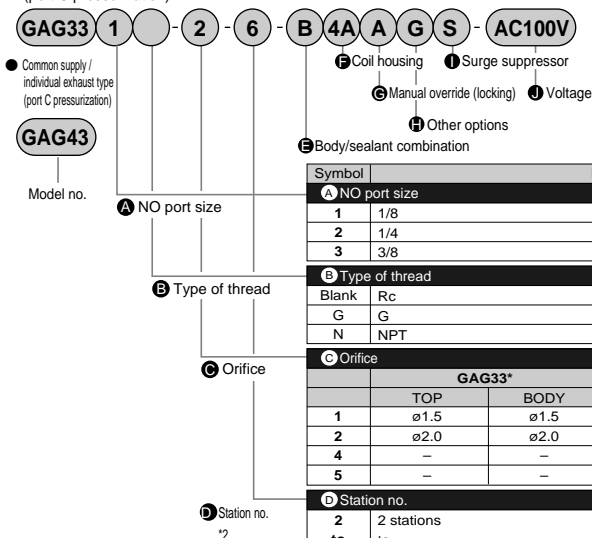 GAG33 1 - 2 - 6 - B 4A A G S - AC100V
● Common supply /
individual exhaust type
(port C pressurization)
GAG43
Model no.
F Coil housing
I Surge suppressor
G Manual override (locking)
J Voltage
H Other options
E Body/sealant combination
A NO port size
B Type of thread
C Orifice
D Station no.
*2
Symbol
A NO port size
1 1/8
2 1/4
3 3/8
B Type of thread
Blank Rc
G G
N NPT
C Orifice
GAG33*
TOP BODY
1 ø1.5 ø1.5
2 ø2.0 ø2.0
4 – –
5 – –
D Station no.
2 2 stations